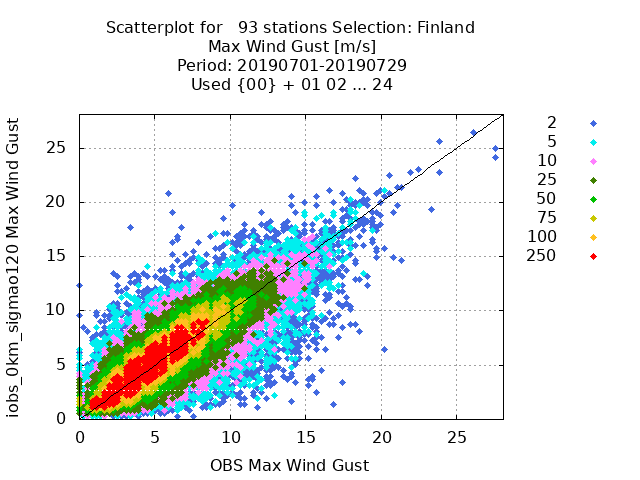 Scatterplot for   93 stations Selection: Finland
Max Wind Gust [m/s]
Period: 20190701-20190729
Used {00} + 01 02 ... 24
iobs_0km_sigmao120 Max Wind Gust
25
20
15
10
5
0
0 5 10 15 20 25
OBS Max Wind Gust
2
5
10
25
50
75
100
250